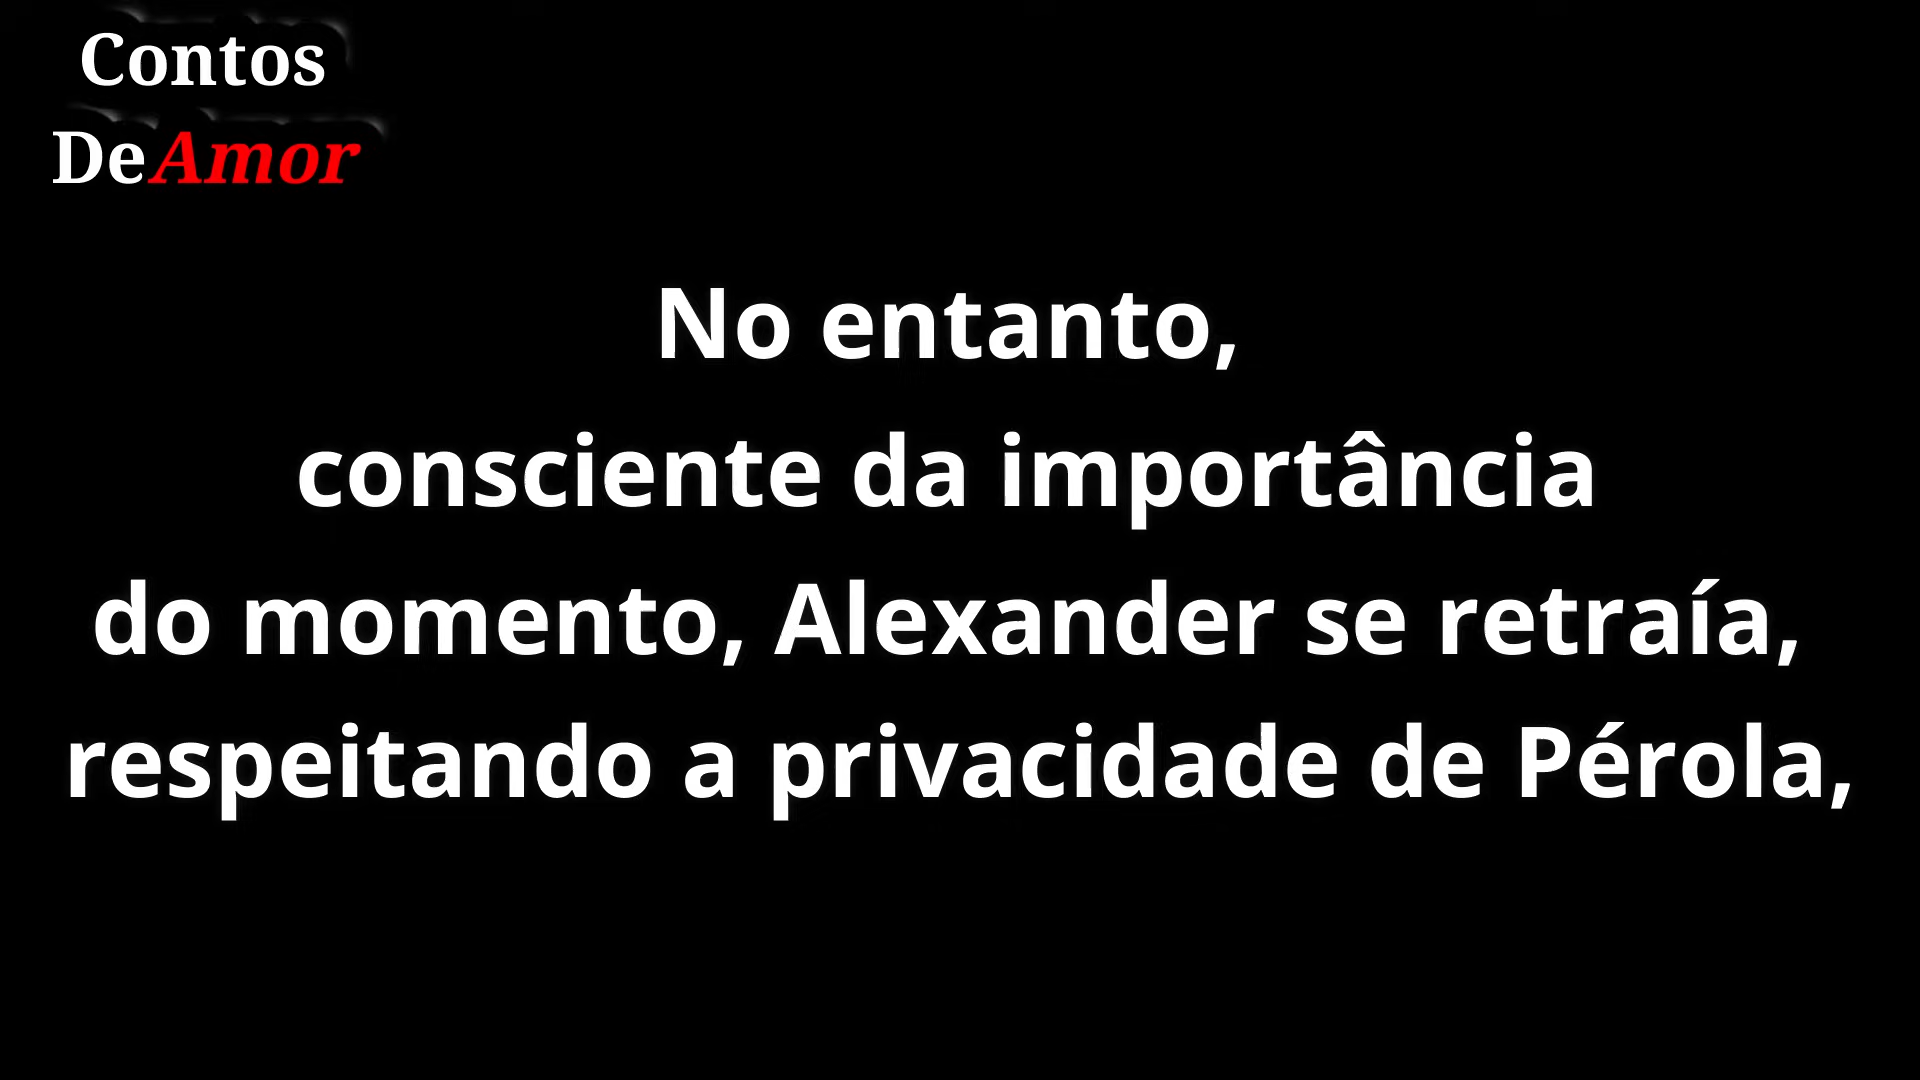 Contos
DeAmor
No entanto,
consciente da importância
do momento, Alexander se retraía,
respeitando a privacidade de Pérola,